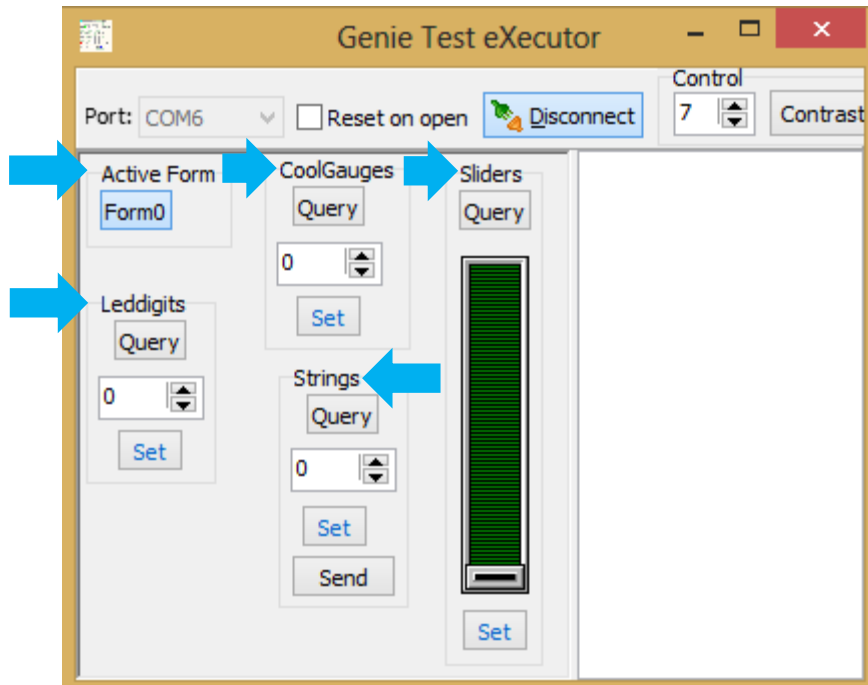 Genie Test eXecutor
Port: COM6
Reset on open
Disconnect
Control
7
Contrast
Active Form
Form0
CoolGauges
Query
0
Set
Sliders
Query
Set
Leddigits
Query
0
Set
Strings
Query
0
Set
Send